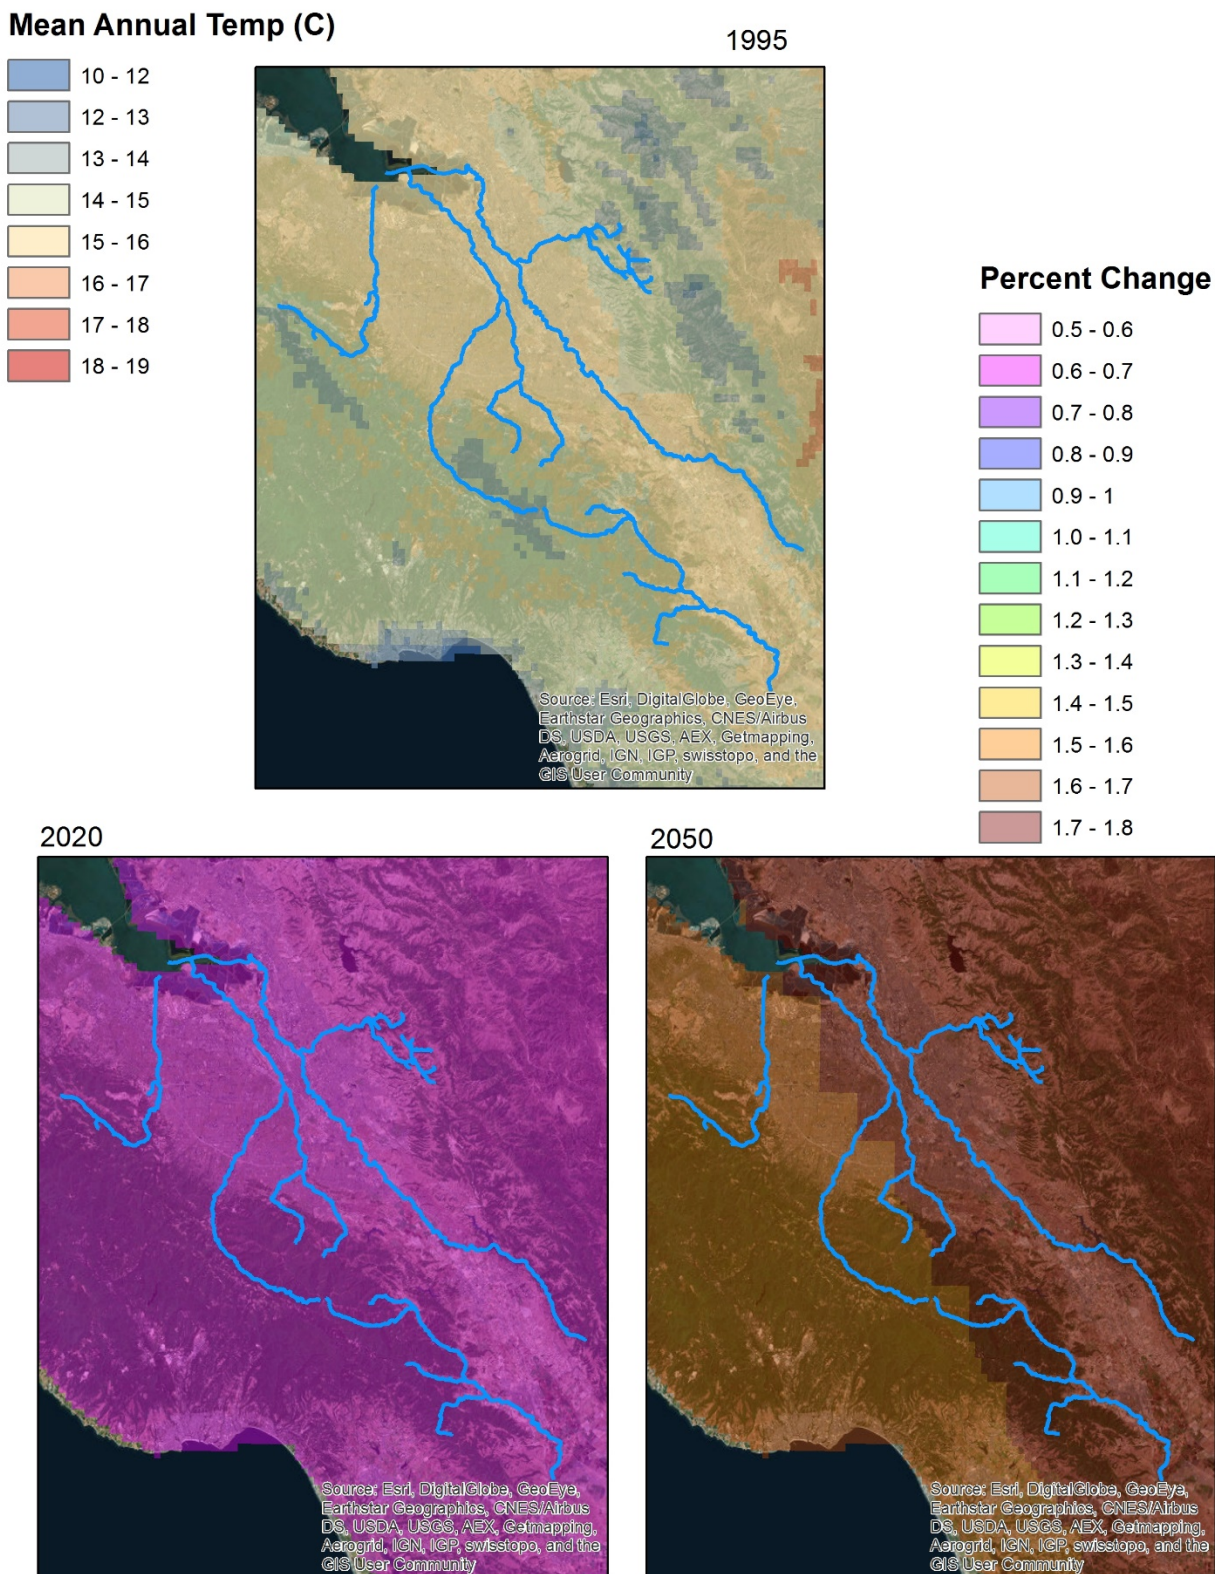 Mean Annual Temp (C)
10 - 12
12 - 13
13 - 14
14 - 15
15 - 16
16 - 17
17 - 18
18 - 19
1995
Source: Esri, DigitalGlobe, GeoEye,
Earthstar Geographics, CNES/Airbus
DS, USDA, USGS, AEX, Getmapping,
Aerogrid, IGN, IGP, swisstopo, and the
GIS User Community
Percent Change
0.5 - 0.6
0.6 - 0.7
0.7 - 0.8
0.8 - 0.9
0.9 - 1
1.0 - 1.1
1.1 - 1.2
1.2 - 1.3
1.3 - 1.4
1.4 - 1.5
1.5 - 1.6
1.6 - 1.7
1.7 - 1.8
2020
Source: Esri, DigitalGlobe, GeoEye,
Earthstar Geographics, CNES/Airbus
DS, USDA, USGS, AEX, Getmapping,
Aerogrid, IGN, IGP, swisstopo, and the
GIS User Community
2050
Source: Esri, DigitalGlobe, GeoEye,
Earthstar Geographics, CNES/Airbus
DS, USDA, USGS, AEX, Getmapping,
Aerogrid, IGN, IGP, swisstopo, and the
GIS User Community